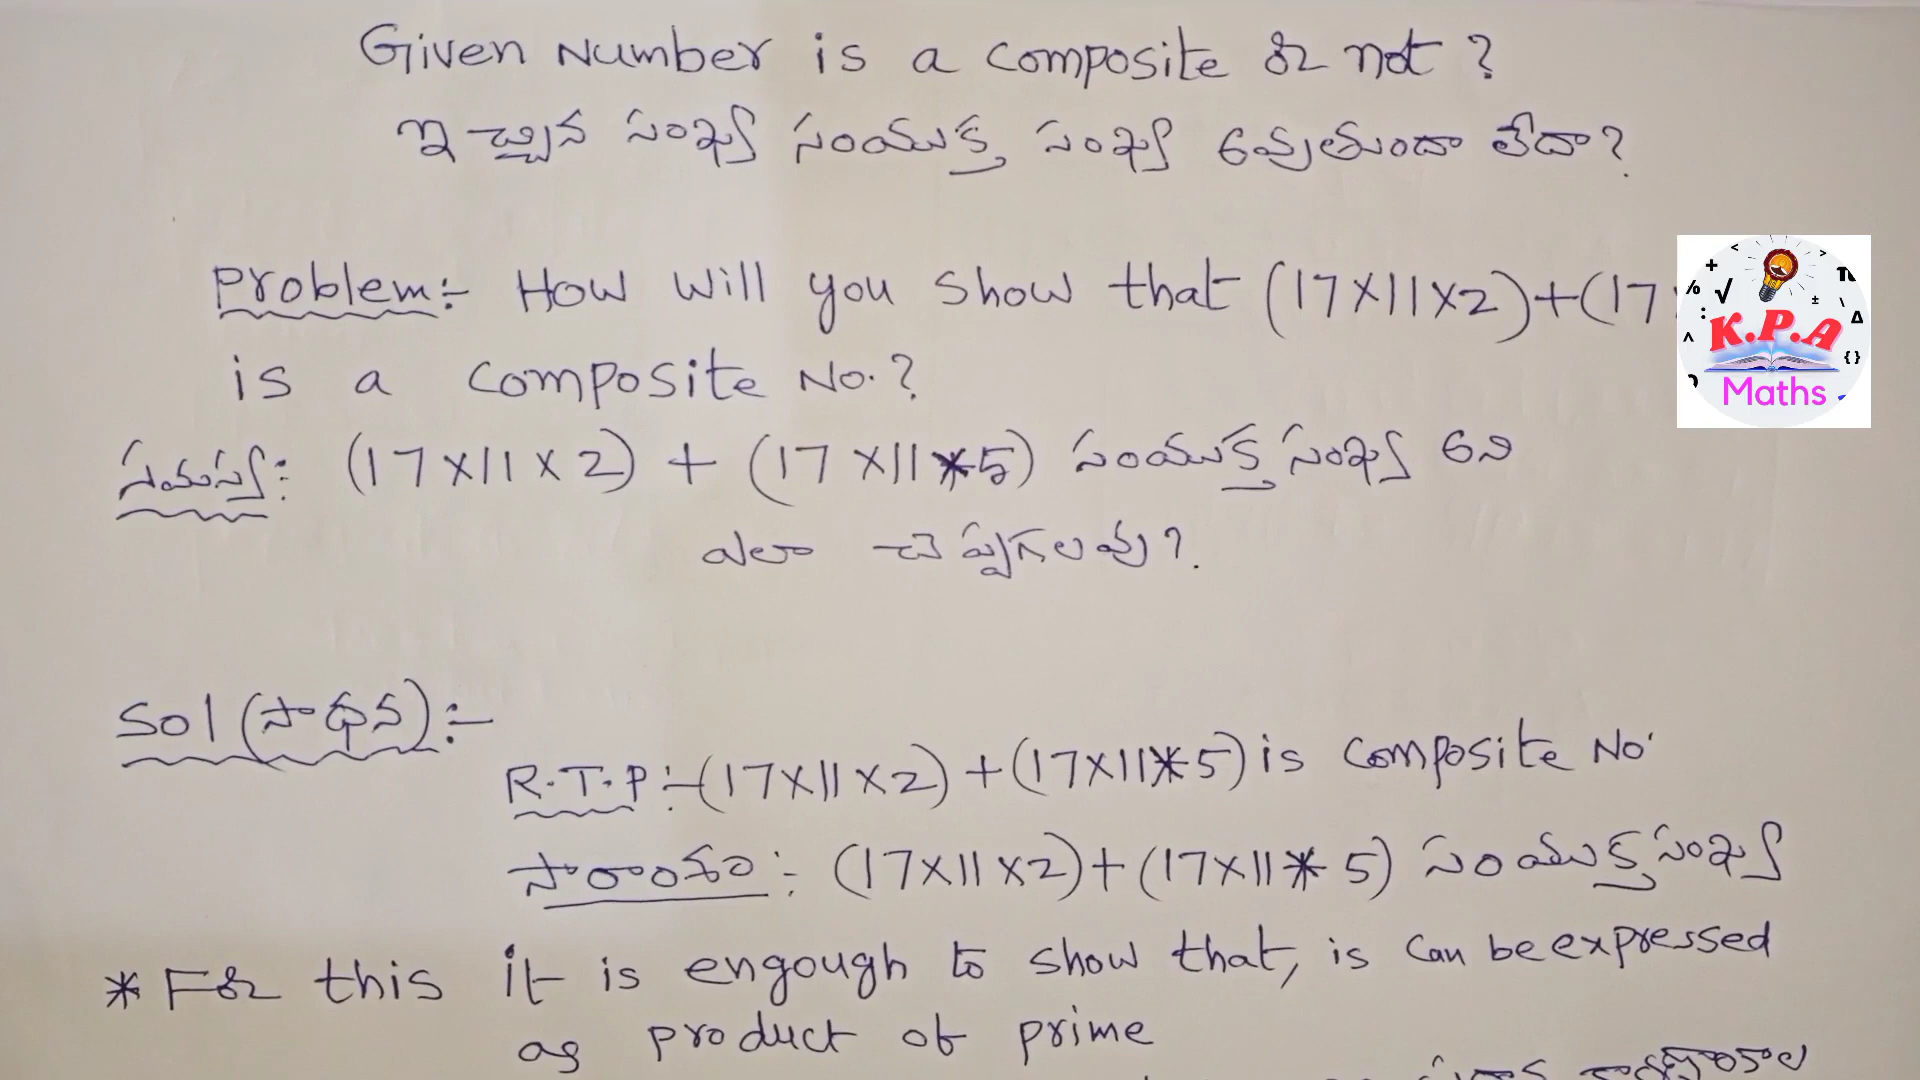 Given Number is a composite or not?
ఇచ్చిన సంఖ్య సంయుక్త సంఖ్య అవుతుందా లేదా?
Problem:- How will you show that (17×11×2)+(17
is a composite No.?
సమస్య: (17×11×2) + (17×11*5) సంయుక్త సంఖ్య అని
ఎలా చెప్పగలవు?
K.P.A
Maths
Sol (సాధన):-
R.T.P:-(17×11×2)+(17×11*5) is composite No.
సారాంశం: (17×11×2)+(17×11*5) సంయుక్త సంఖ్య
* For this it is engough to show that, is can be expressed
as product of prime